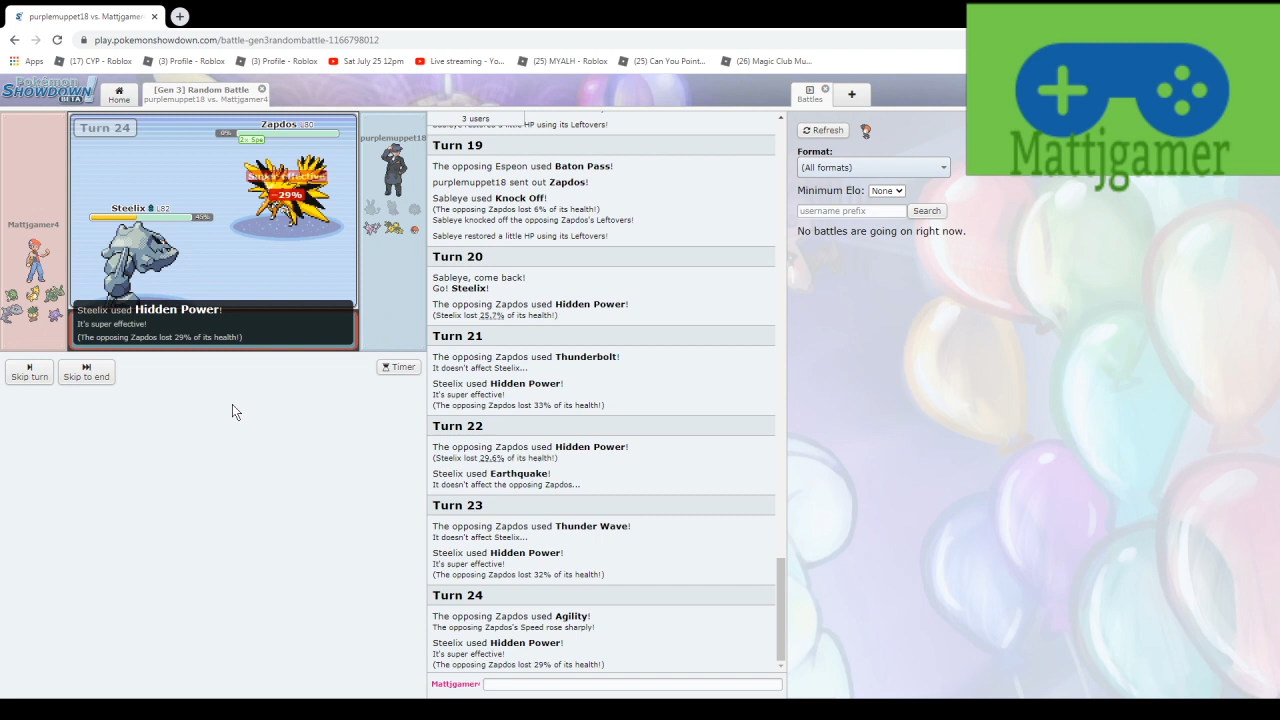 purplemuppet18 vs. Mattjgamer
play.pokemonshowdown.com/battle-gen3randombattle-1166798012
Apps
(17) CYP - Roblox
(3) Profile - Roblox
(3) Profile - Roblox
Sat July 25 12pm
Live streaming - Yo...
(25) MYALH - Roblox
(25) Can You Point...
(26) Magic Club Mu...
Mattjgamer
Pokémon
SHOWDOWN!
BETA
Home
[Gen 3] Random Battle
purplemuppet18 vs. Mattjgamer4
Battles
Turn 24
Zapdos L80
0%
2× Spe
−29%
Steelix L82
45%
Mattjgamer4
purplemuppet18
Steelix used Hidden Power!
It's super effective!
(The opposing Zapdos lost 29% of its health!)
Skip turn
Skip to end
Timer
3 users
Sableye restored a little HP using its Leftovers!
Turn 19
The opposing Espeon used Baton Pass!
purplemuppet18 sent out Zapdos!
Sableye used Knock Off!
(The opposing Zapdos lost 6% of its health!)
Sableye knocked off the opposing Zapdos's Leftovers!
Sableye restored a little HP using its Leftovers!
Turn 20
Sableye, come back!
Go! Steelix!
The opposing Zapdos used Hidden Power!
(Steelix lost 25.7% of its health!)
Turn 21
The opposing Zapdos used Thunderbolt!
It doesn't affect Steelix...
Steelix used Hidden Power!
It's super effective!
(The opposing Zapdos lost 33% of its health!)
Turn 22
The opposing Zapdos used Hidden Power!
(Steelix lost 29.6% of its health!)
Steelix used Earthquake!
It doesn't affect the opposing Zapdos...
Turn 23
The opposing Zapdos used Thunder Wave!
It doesn't affect Steelix...
Steelix used Hidden Power!
It's super effective!
(The opposing Zapdos lost 32% of its health!)
Turn 24
The opposing Zapdos used Agility!
The opposing Zapdos's Speed rose sharply!
Steelix used Hidden Power!
It's super effective!
(The opposing Zapdos lost 29% of its health!)
Mattjgamer4
Refresh
Format:
(All formats)
Minimum Elo: None
username prefix
Search
No battles are going on right now.